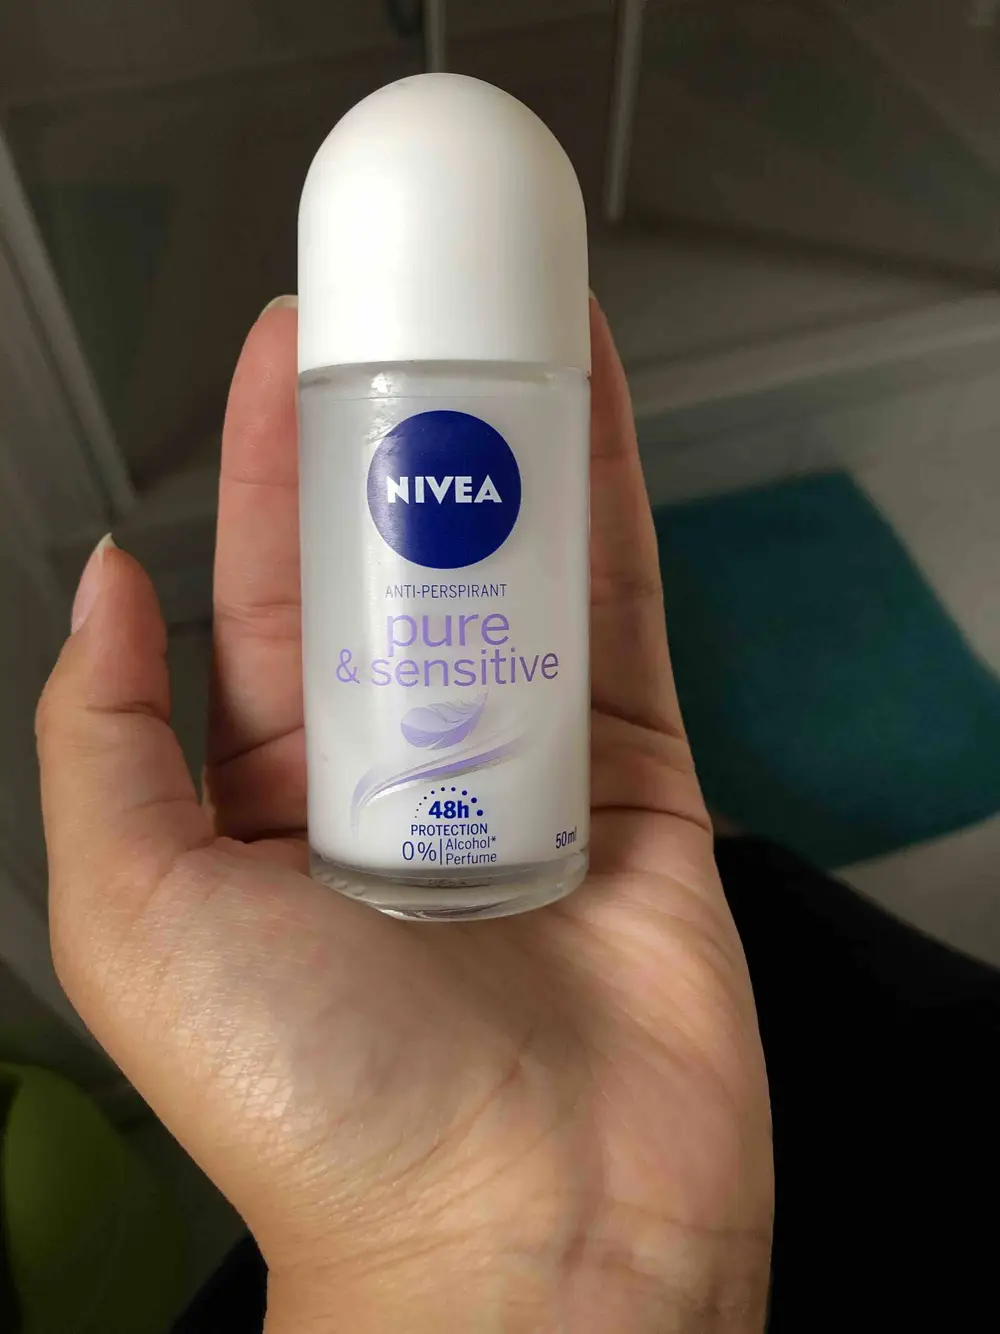 NIVEA
ANTI-PERSPIRANT
pure
& sensitive
48h
PROTECTION
0% Alcohol*
Perfume
50ml